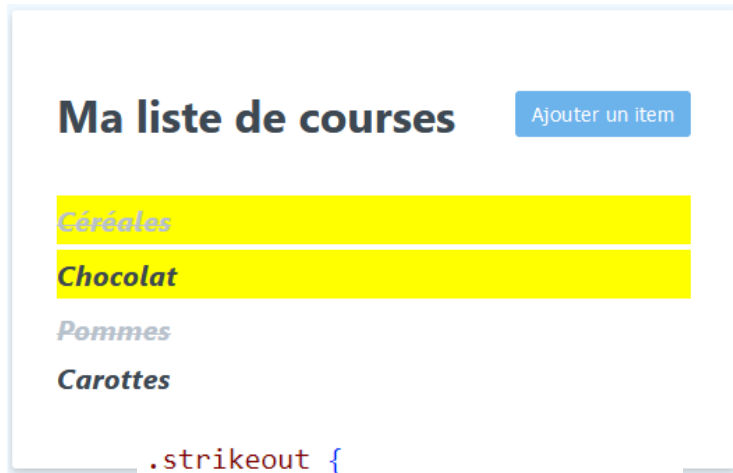 Ma liste de courses
Ajouter un item
Céréales
Chocolat
Pommes
Carottes
.strikeout {